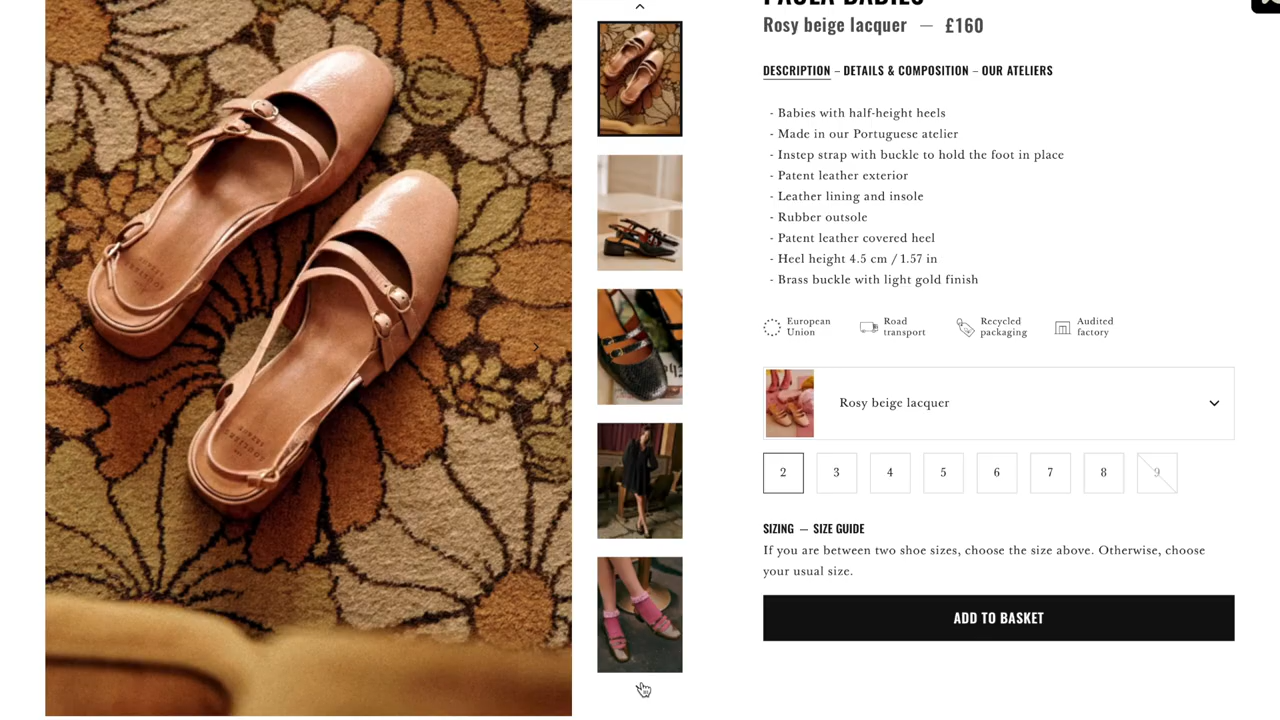 PAULA BABIES
Rosy beige lacquer — £160
DESCRIPTION – DETAILS & COMPOSITION – OUR ATELIERS
- Babies with half-height heels
- Made in our Portuguese atelier
- Instep strap with buckle to hold the foot in place
- Patent leather exterior
- Leather lining and insole
- Rubber outsole
- Patent leather covered heel
- Heel height 4.5 cm / 1.57 in
- Brass buckle with light gold finish
European
Union
Road
transport
Recycled
packaging
Audited
factory
Rosy beige lacquer
2 3 4 5 6 7 8 9
SIZING — SIZE GUIDE
If you are between two shoe sizes, choose the size above. Otherwise, choose
your usual size.
ADD TO BASKET